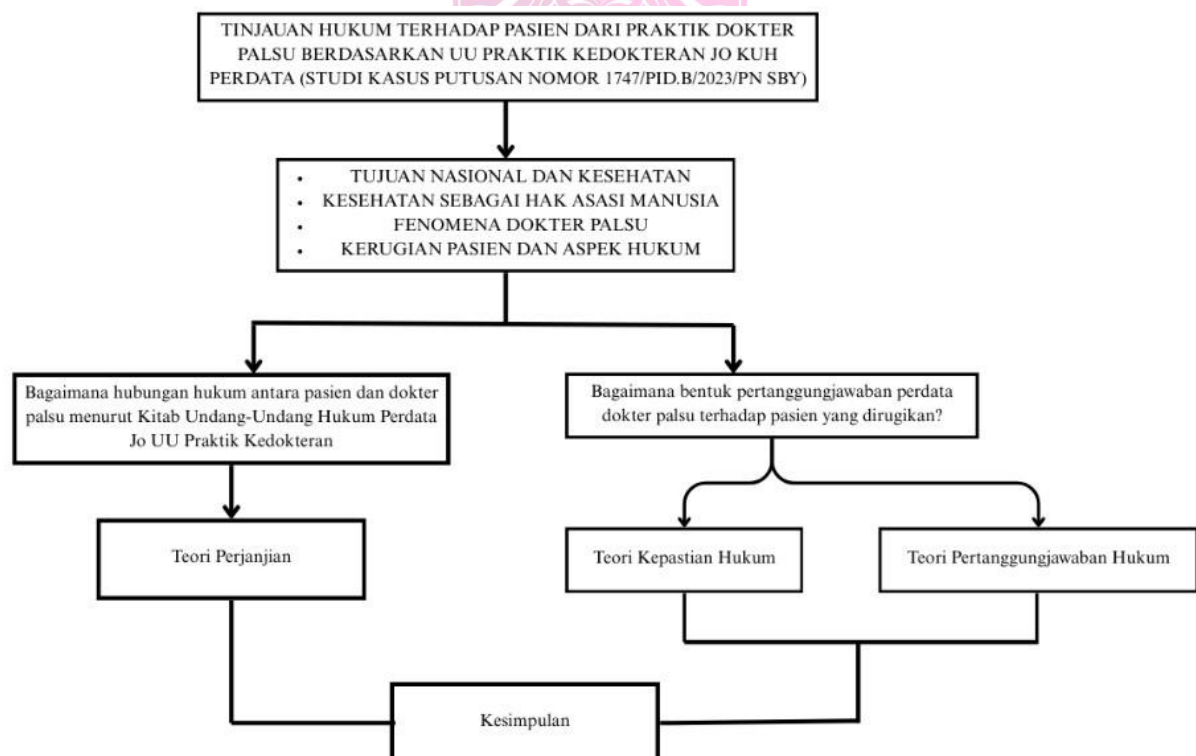 TINJAUAN HUKUM TERHADAP PASIEN DARI PRAKTIK DOKTER
PALSU BERDASARKAN UU PRAKTIK KEDOKTERAN JO KUH
PERDATA (STUDI KASUS PUTUSAN NOMOR 1747/PID.B/2023/PN SBY)
• TUJUAN NASIONAL DAN KESEHATAN
• KESEHATAN SEBAGAI HAK ASASI MANUSIA
• FENOMENA DOKTER PALSU
• KERUGIAN PASIEN DAN ASPEK HUKUM
Bagaimana hubungan hukum antara pasien dan dokter
palsu menurut Kitab Undang-Undang Hukum Perdata
Jo UU Praktik Kedokteran
Bagaimana bentuk pertanggungjawaban perdata
dokter palsu terhadap pasien yang dirugikan?
Teori Perjanjian
Teori Kepastian Hukum
Teori Pertanggungjawaban Hukum
Kesimpulan